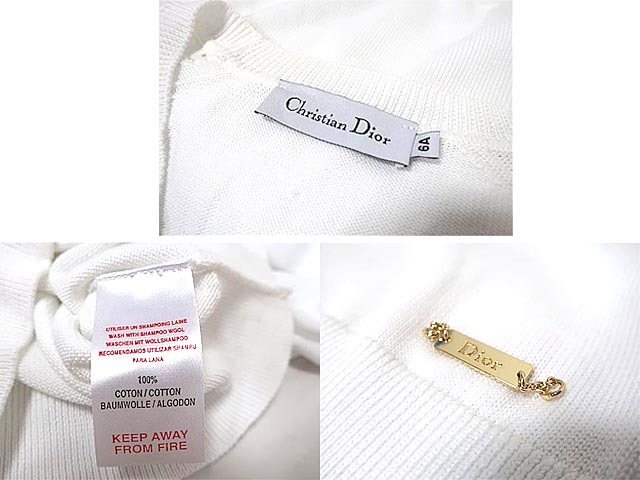 Christian Dior
6A
UTILISER UN SHAMPOING LAINE
WASH WITH SHAMPOO WOOL
WASCHEN MIT WOLLSHAMPOO
RECOMENDAMOS UTILIZAR SHAMPU
PARA LANA
100%
COTON/COTTON
BAUMWOLLE/ALGODON
KEEP AWAY
FROM FIRE
Dior